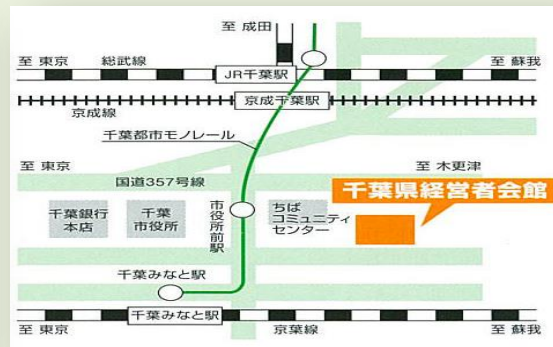 至 成田
至 東京
総武線
JR千葉駅
至 蘇我
京成千葉駅
京成線
千葉都市モノレール
至 東京
至 木更津
国道357号線
千葉県経営者会館
千葉銀行
本店
千葉
市役所
市役所前駅
ちば
コミュニティ
センター
千葉みなと駅
千葉みなと駅
京葉線
至 東京
至 蘇我